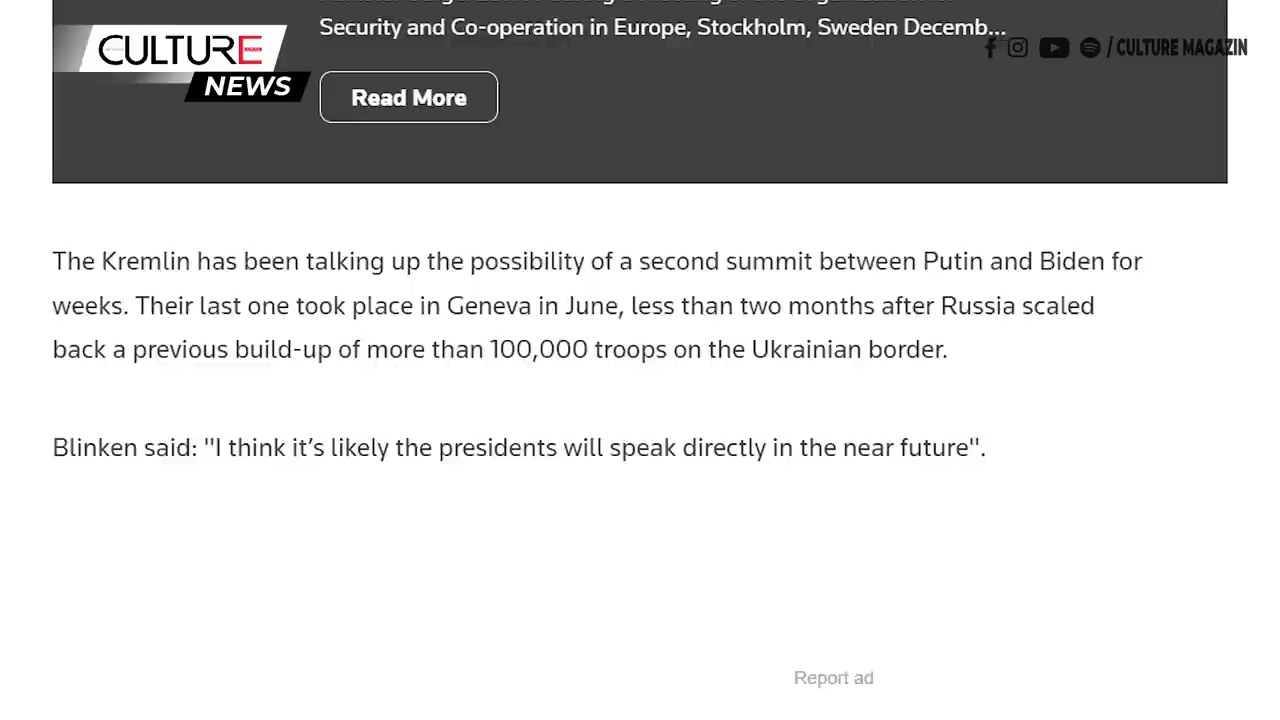 Security and Co-operation in Europe, Stockholm, Sweden Decemb...
CULTURE
NEWS
/ CULTURE MAGAZIN
Read More
The Kremlin has been talking up the possibility of a second summit between Putin and Biden for
weeks. Their last one took place in Geneva in June, less than two months after Russia scaled
back a previous build-up of more than 100,000 troops on the Ukrainian border.
Blinken said: "I think it’s likely the presidents will speak directly in the near future".
Report ad